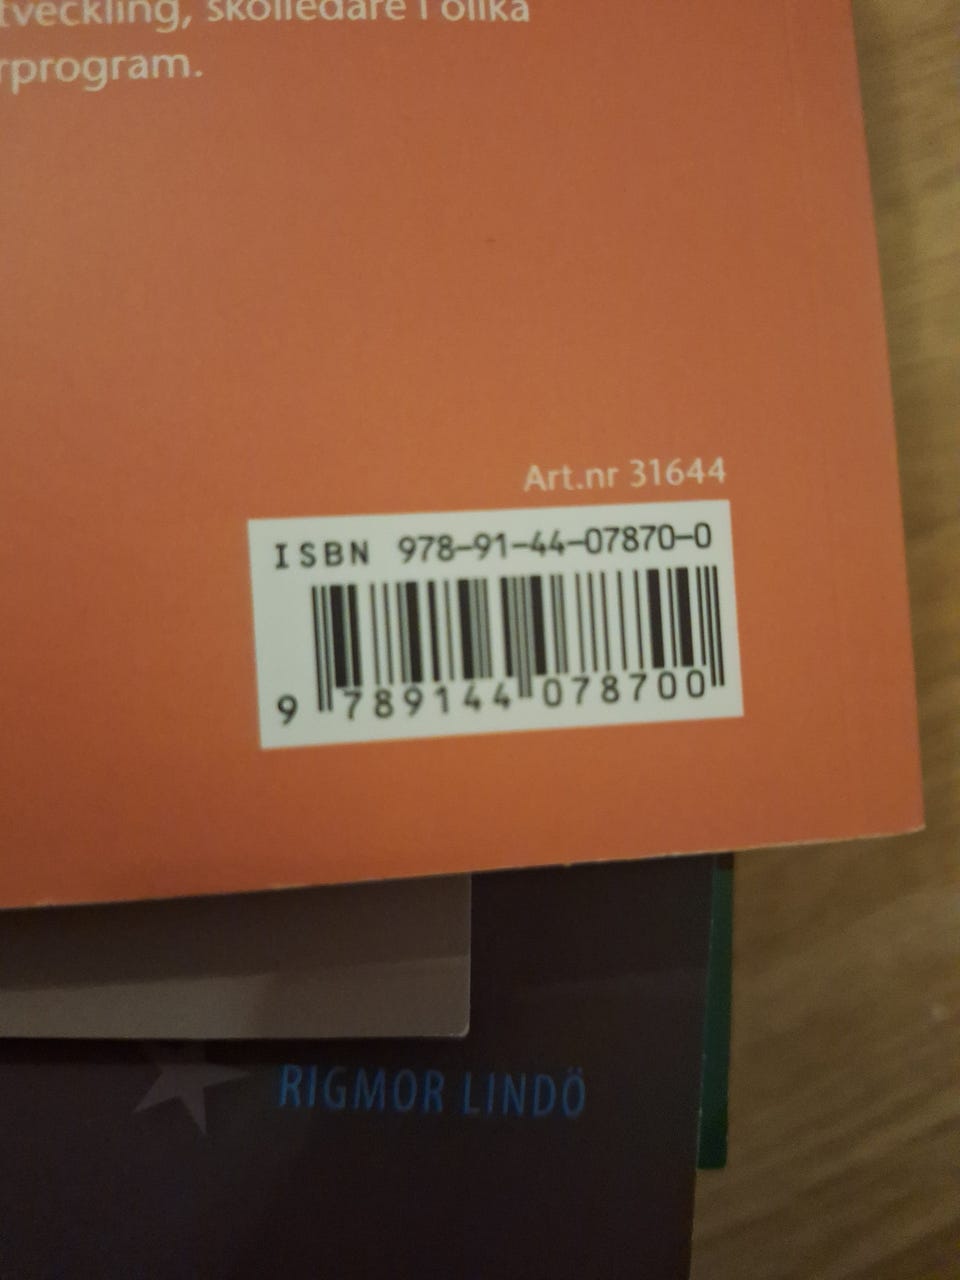 tveckling, skolledare i olika
rprogram.
Art.nr 31644
ISBN 978-91-44-07870-0
9 789144 078700
RIGMOR LINDÖ